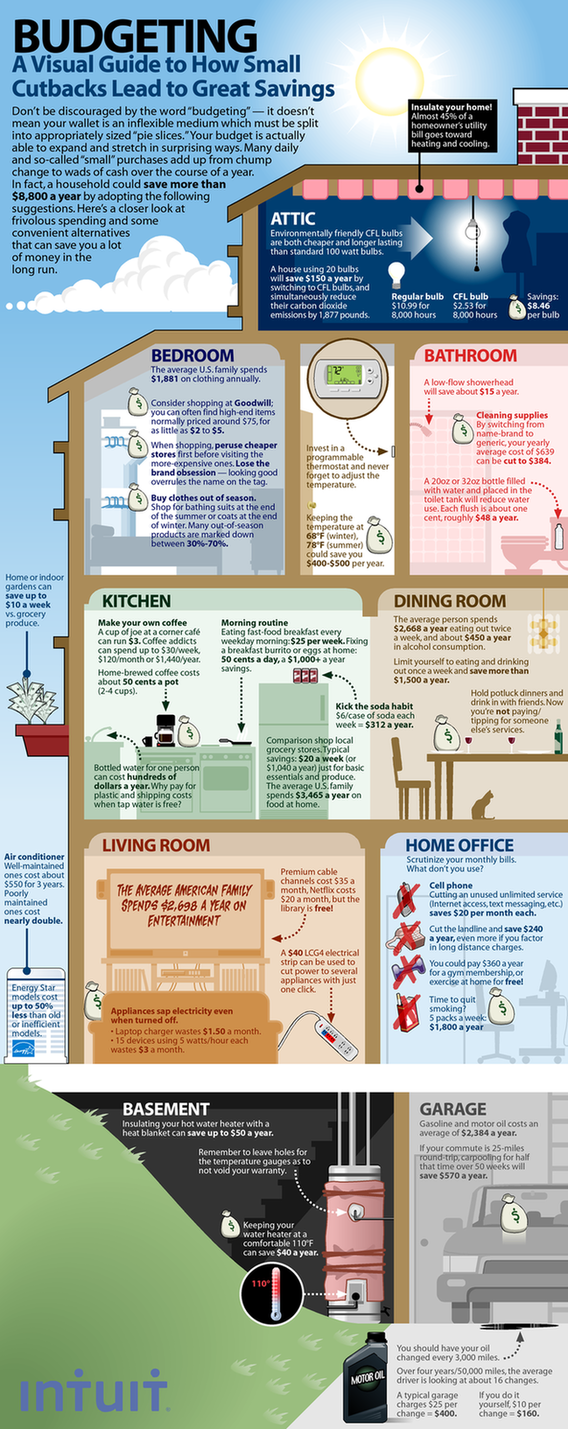 BUDGETING
A Visual Guide to How Small
Cutbacks Lead to Great Savings
Don't be discouraged by the word "budgeting" — it doesn't
mean your wallet is an inflexible medium which must be split
into appropriately sized "pie slices." Your budget is actually
able to expand and stretch in surprising ways. Many daily
and so-called "small" purchases add up from chump
change to wads of cash over the course of a year.
In fact, a household could save more than
$8,800 a year by adopting the following
suggestions. Here's a closer look at
frivolous spending and some
convenient alternatives
that can save you a lot
of money in the
long run.
Insulate your home!
Almost 45% of a
homeowner's utility
bill goes toward
heating and cooling.
ATTIC
Environmentally friendly CFL bulbs
are both cheaper and longer lasting
than standard 100 watt bulbs.
A house using 20 bulbs
will save $150 a year by
switching to CFL bulbs, and
simultaneously reduce
their carbon dioxide
emissions by 1,877 pounds.
Regular bulb
$10.99 for
8,000 hours
CFL bulb
$2.53 for
8,000 hours
Savings:
$8.46
per bulb
BEDROOM
The average U.S. family spends
$1,881 on clothing annually.
Consider shopping at Goodwill;
you can often find high-end items
normally priced around $75, for
as little as $2 to $5.
When shopping, peruse cheaper
stores first before visiting the
more-expensive ones. Lose the
brand obsession — looking good
overrules the name on the tag.
Buy clothes out of season.
Shop for bathing suits at the end
of the summer or coats at the end
of winter. Many out-of-season
products are marked down
between 30%-70%.
Invest in a
programmable
thermostat and never
forget to adjust the
temperature.
Keeping the
temperature at
68°F (winter),
78°F (summer)
could save you
$400-$500 per year.
BATHROOM
A low-flow showerhead
will save about $15 a year.
Cleaning supplies
By switching from
name-brand to
generic, your yearly
average cost of $639
can be cut to $384.
A 20oz or 32oz bottle filled
with water and placed in the
toilet tank will reduce water
use. Each flush is about one
cent, roughly $48 a year.
Home or indoor
gardens can
save up to
$10 a week
vs. grocery
produce.
KITCHEN
Make your own coffee
A cup of joe at a corner café
can run $3. Coffee addicts
can spend up to $30/week,
$120/month or $1,440/year.
Home-brewed coffee costs
about 50 cents a pot
(2-4 cups).
Morning routine
Eating fast-food breakfast every
weekday morning: $25 per week. Fixing
a breakfast burrito or eggs at home:
50 cents a day, a $1,000+ a year
savings.
Kick the soda habit
$6/case of soda each
week = $312 a year.
Bottled water for one person
can cost hundreds of
dollars a year. Why pay for
plastic and shipping costs
when tap water is free?
Comparison shop local
grocery stores. Typical
savings: $20 a week (or
$1,040 a year) just for basic
essentials and produce.
The average U.S. family
spends $3,465 a year on
food at home.
DINING ROOM
The average person spends
$2,668 a year eating out twice
a week, and about $450 a year
in alcohol consumption.
Limit yourself to eating and drinking
out once a week and save more than
$1,500 a year.
Hold potluck dinners and
drink in with friends. Now
you're not paying/
tipping for someone
else's services.
Air conditioner
Well-maintained
ones cost about
$550 for 3 years.
Poorly
maintained
ones cost
nearly double.
Energy Star
models cost
up to 50%
less than old
or inefficient
models.
LIVING ROOM
THE AVERAGE AMERICAN FAMILY
SPENDS $2,698 A YEAR ON
ENTERTAINMENT
Premium cable
channels cost $35 a
month, Netflix costs
$20 a month, but the
library is free!
A $40 LCG4 electrical
strip can be used to
cut power to several
appliances with just
one click.
Appliances sap electricity even
when turned off.
• Laptop charger wastes $1.50 a month.
• 15 devices using 5 watts/hour each
wastes $3 a month.
HOME OFFICE
Scrutinize your monthly bills.
What don't you use?
Cell phone
Cutting an unused unlimited service
(Internet access, text messaging, etc.)
saves $20 per month each.
Cut the landline and save $240
a year, even more if you factor
in long distance charges.
You could pay $360 a year
for a gym membership, or
exercise at home for free!
Time to quit
smoking?
5 packs a week:
$1,800 a year
BASEMENT
Insulating your hot water heater with a
heat blanket can save up to $50 a year.
Remember to leave holes for
the temperature gauges as to
not void your warranty.
Keeping your
water heater at a
comfortable 110°F
can save $40 a year.
110°
GARAGE
Gasoline and motor oil costs an
average of $2,384 a year.
If your commute is 25-miles
round-trip, carpooling for half
that time over 50 weeks will
save $570 a year.
MOTOR OIL
You should have your oil
changed every 3,000 miles.
Over four years/50,000 miles, the average
driver is looking at about 16 changes.
A typical garage
charges $25 per
change = $400.
If you do it
yourself, $10 per
change = $160.
INTUIT